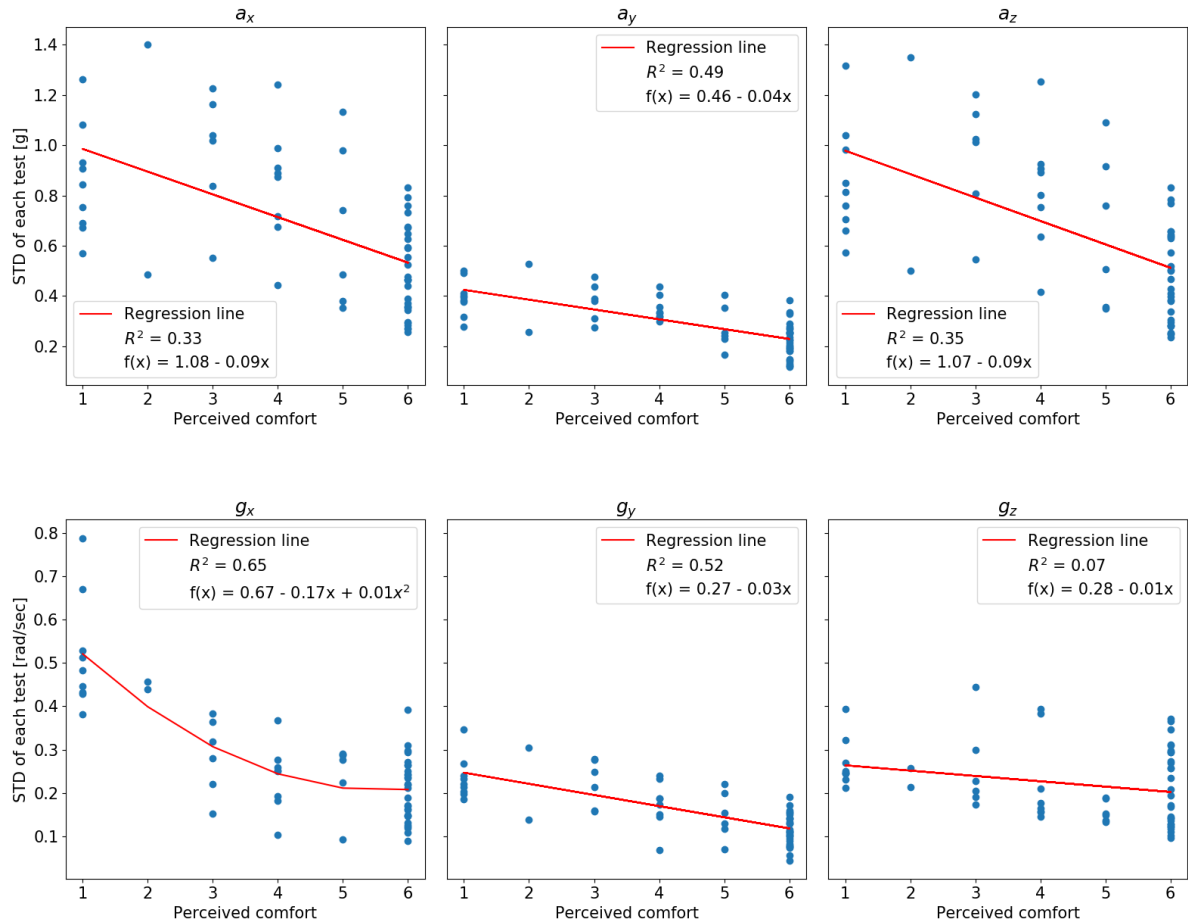 a_x
a_y
a_z
STD of each test [g]
1.4
1.2
1.0
0.8
0.6
0.4
0.2
Regression line
R² = 0.33
f(x) = 1.08 - 0.09x
Regression line
R² = 0.49
f(x) = 0.46 - 0.04x
Regression line
R² = 0.35
f(x) = 1.07 - 0.09x
1 2 3 4 5 6
1 2 3 4 5 6
1 2 3 4 5 6
Perceived comfort
Perceived comfort
Perceived comfort
g_x
g_y
g_z
STD of each test [rad/sec]
0.8
0.7
0.6
0.5
0.4
0.3
0.2
0.1
Regression line
R² = 0.65
f(x) = 0.67 - 0.17x + 0.01x²
Regression line
R² = 0.52
f(x) = 0.27 - 0.03x
Regression line
R² = 0.07
f(x) = 0.28 - 0.01x
1 2 3 4 5 6
1 2 3 4 5 6
1 2 3 4 5 6
Perceived comfort
Perceived comfort
Perceived comfort